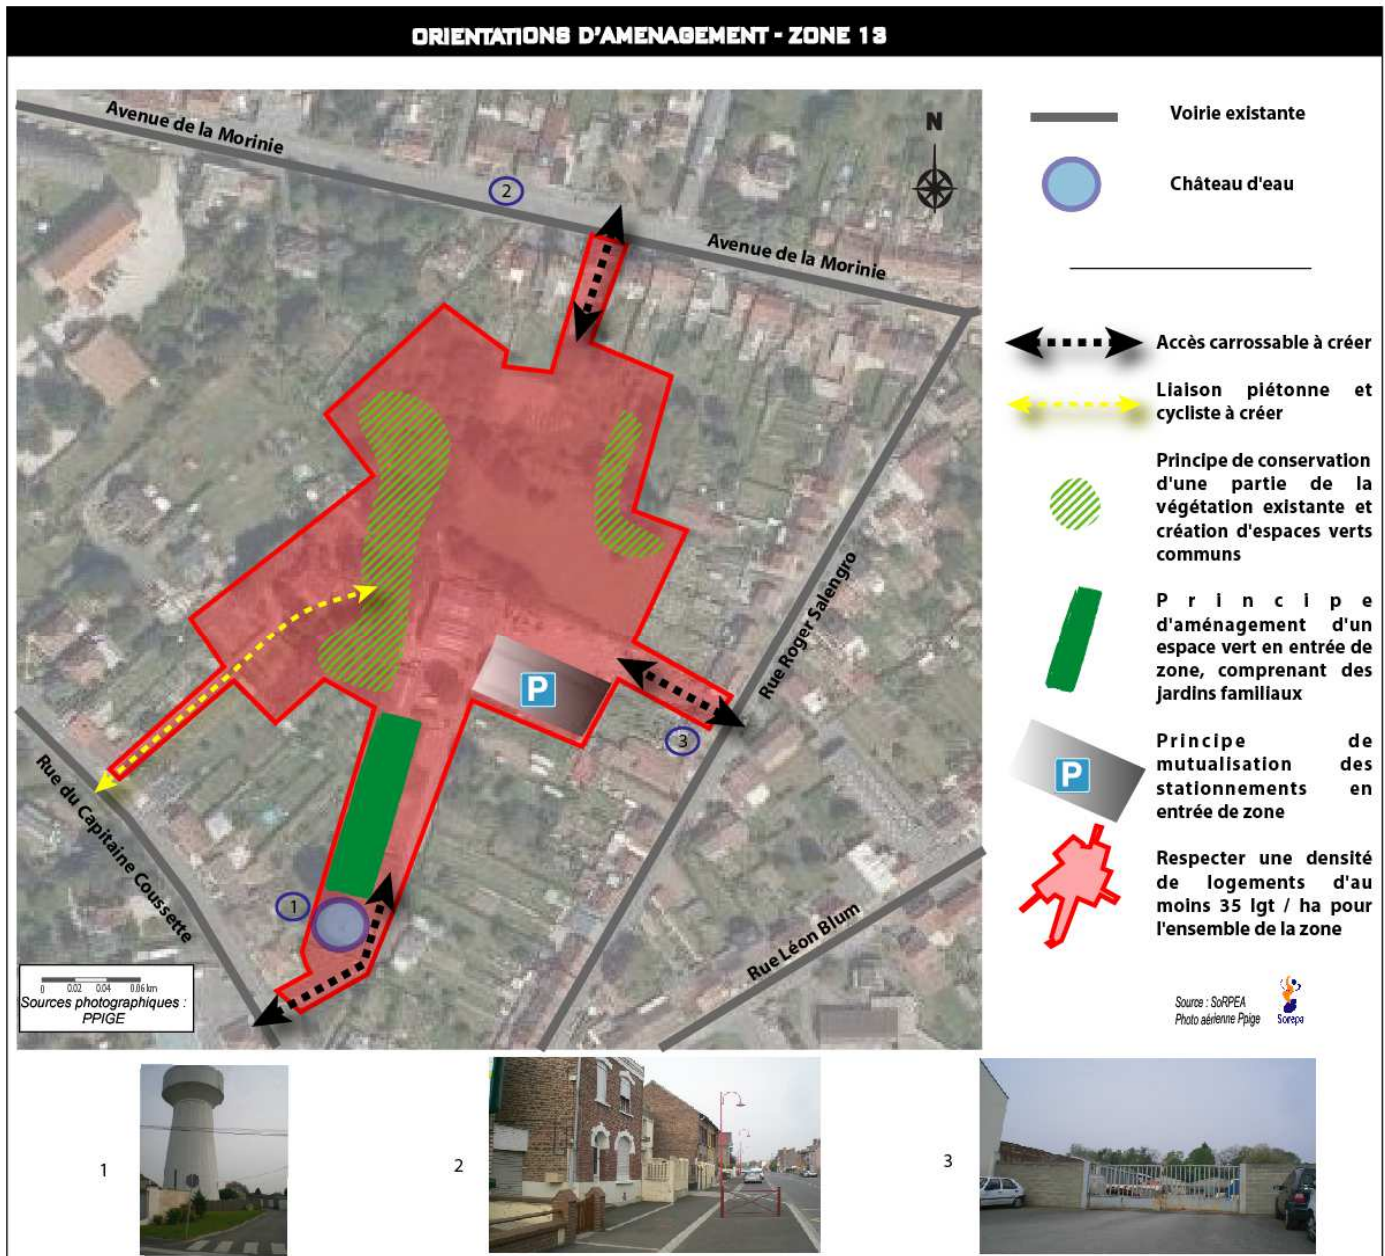 ORIENTATIONS D'AMENAGEMENT - ZONE 13
Avenue de la Morinie
2
N
Avenue de la Morinie
Rue Roger Salengro
P
3
Rue du Capitaine Coussette
1
Rue Léon Blum
0 0.02 0.04 0.06 km
Sources photographiques :
PPIGE
Voirie existante
Château d'eau
Accès carrossable à créer
Liaison piétonne et
cycliste à créer
Principe de conservation
d'une partie de la
végétation existante et
création d'espaces verts
communs
Principe
d'aménagement d'un
espace vert en entrée de
zone, comprenant des
jardins familiaux
P
Principe de
mutualisation des
stationnements en
entrée de zone
Respecter une densité
de logements d'au
moins 35 lgt / ha pour
l'ensemble de la zone
Source : SoRPEA
Photo aérienne Ppige
Sorepa
1
2
3